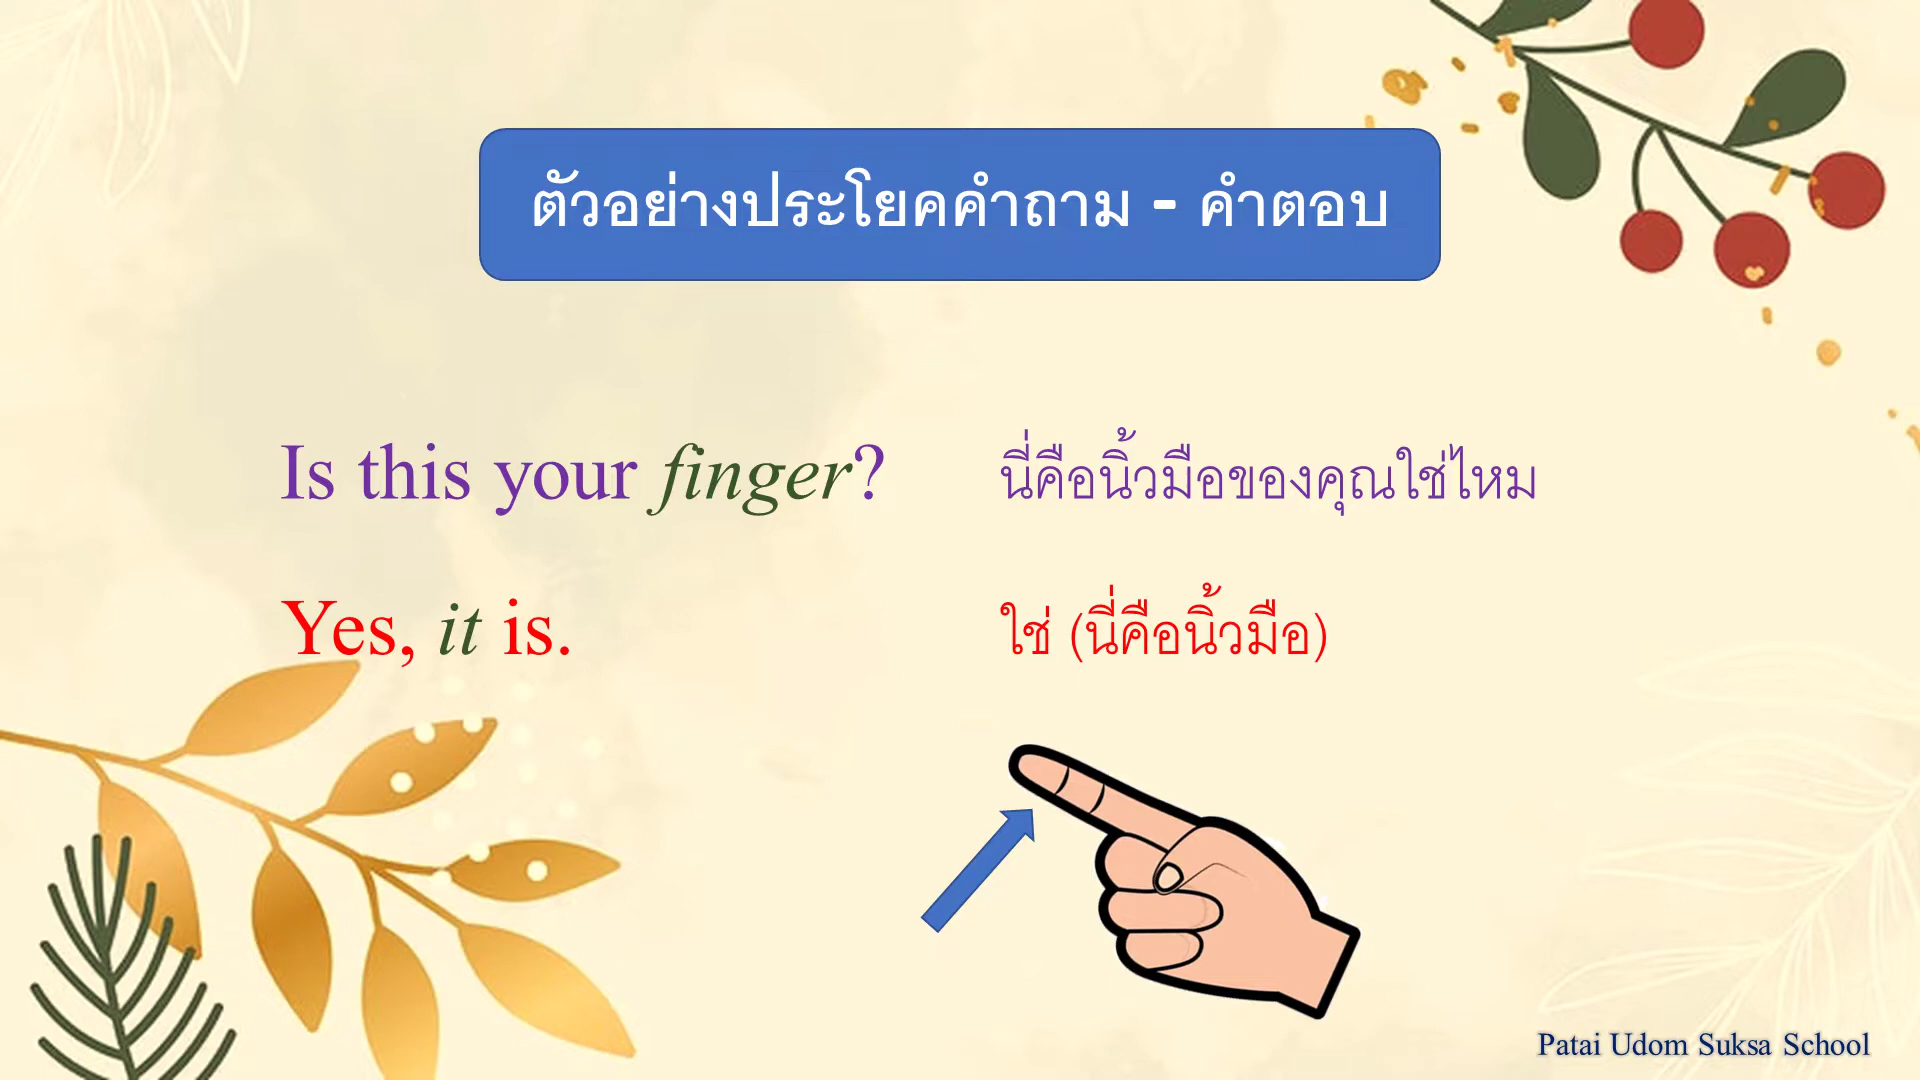 ตัวอย่างประโยคคำถาม - คำตอบ
Is this your finger? นี่คือนิ้วมือของคุณใช่ไหม
Yes, it is. ใช่ (นี่คือนิ้วมือ)
Patai Udom Suksa School